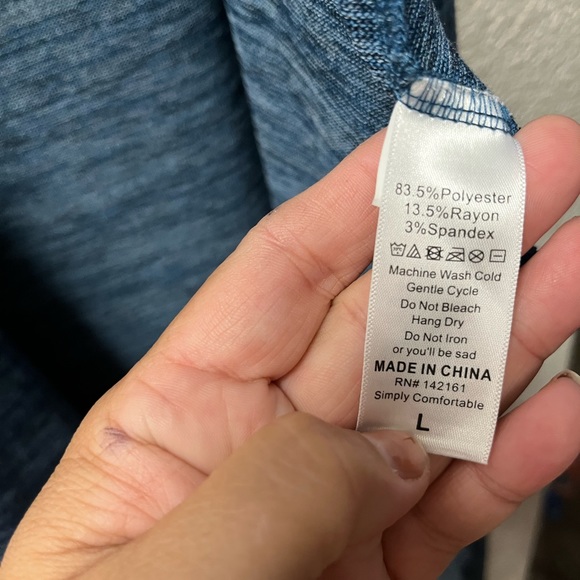 83.5%Polyester
13.5%Rayon
3%Spandex
Machine Wash Cold
Gentle Cycle
Do Not Bleach
Hang Dry
Do Not Iron
or you'll be sad
MADE IN CHINA
RN# 142161
Simply Comfortable
L